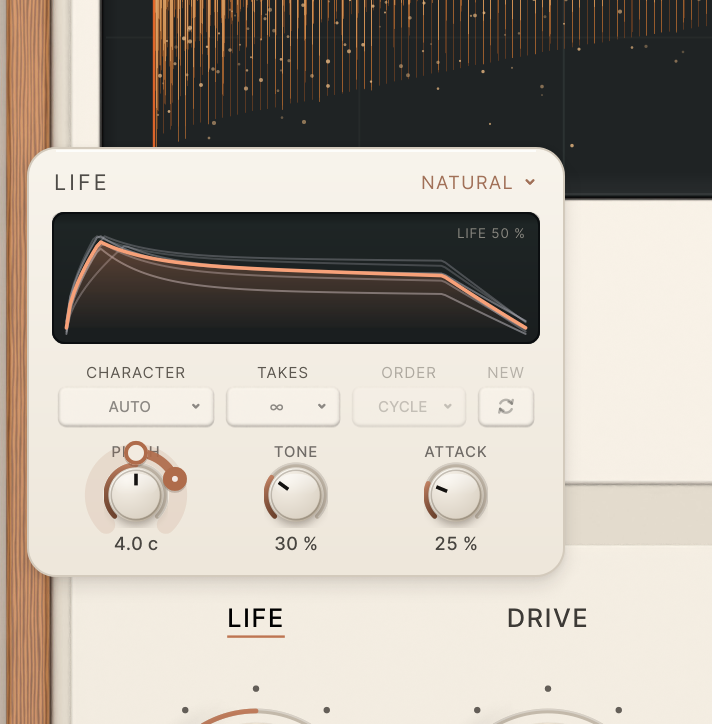 LIFE
NATURAL
LIFE 50 %
CHARACTER TAKES ORDER NEW
AUTO ∞ CYCLE
TONE ATTACK
4.0 c 30 % 25 %
LIFE DRIVE